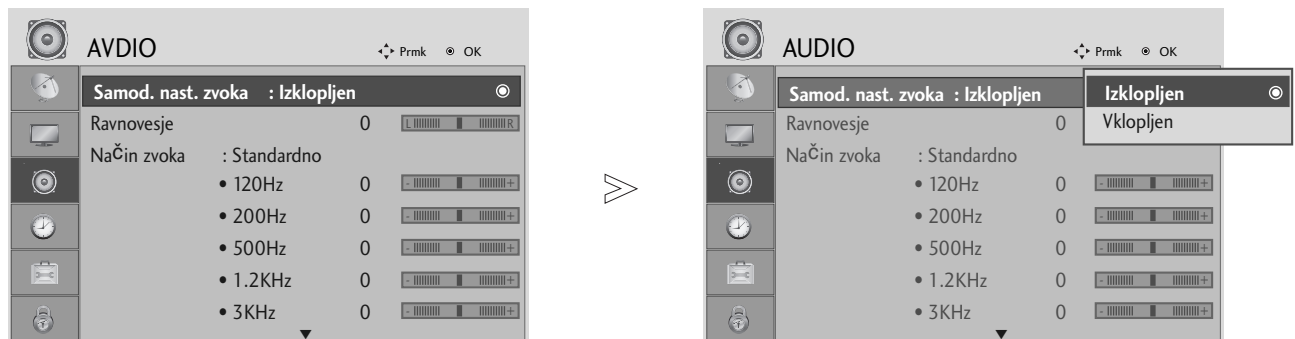 AVDIO Prmk OK
Samod. nast. zvoka : Izklopljen
Ravnovesje 0 L R
Način zvoka : Standardno
• 120Hz 0 - +
• 200Hz 0 - +
• 500Hz 0 - +
• 1.2KHz 0 - +
• 3KHz 0 - +
AUDIO Prmk OK
Samod. nast. zvoka : Izklopljen
Ravnovesje 0
Način zvoka : Standardno
• 120Hz 0 - +
• 200Hz 0 - +
• 500Hz 0 - +
• 1.2KHz 0 - +
• 3KHz 0 - +
Izklopljen
Vklopljen